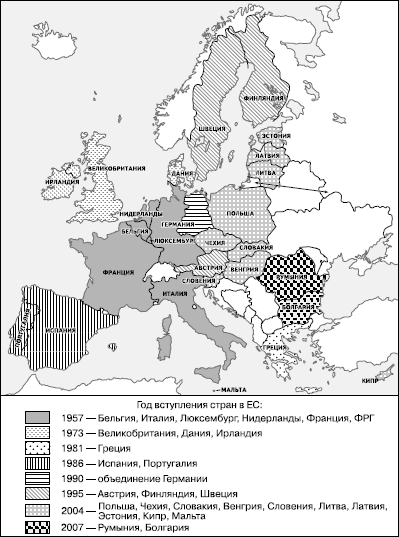 ФИНЛЯНДИЯ
ШВЕЦИЯ
ЭСТОНИЯ
ЛАТВИЯ
ЛИТВА
ВЕЛИКОБРИТАНИЯ
ДАНИЯ
ИРЛАНДИЯ
НИДЕРЛАНДЫ
ПОЛЬША
ГЕРМАНИЯ
БЕЛЬГИЯ
ЛЮКСЕМБУРГ
ЧЕХИЯ
СЛОВАКИЯ
ФРАНЦИЯ
АВСТРИЯ
ВЕНГРИЯ
СЛОВЕНИЯ
РУМЫНИЯ
ИТАЛИЯ
БОЛГАРИЯ
ПОРТУГАЛИЯ
ИСПАНИЯ
ГРЕЦИЯ
КИПР
МАЛЬТА
Год вступления стран в ЕС:
1957 — Бельгия, Италия, Люксембург, Нидерланды, Франция, ФРГ
1973 — Великобритания, Дания, Ирландия
1981 — Греция
1986 — Испания, Португалия
1990 — объединение Германии
1995 — Австрия, Финляндия, Швеция
2004 — Польша, Чехия, Словакия, Венгрия, Словения, Литва, Латвия,
Эстония, Кипр, Мальта
2007 — Румыния, Болгария